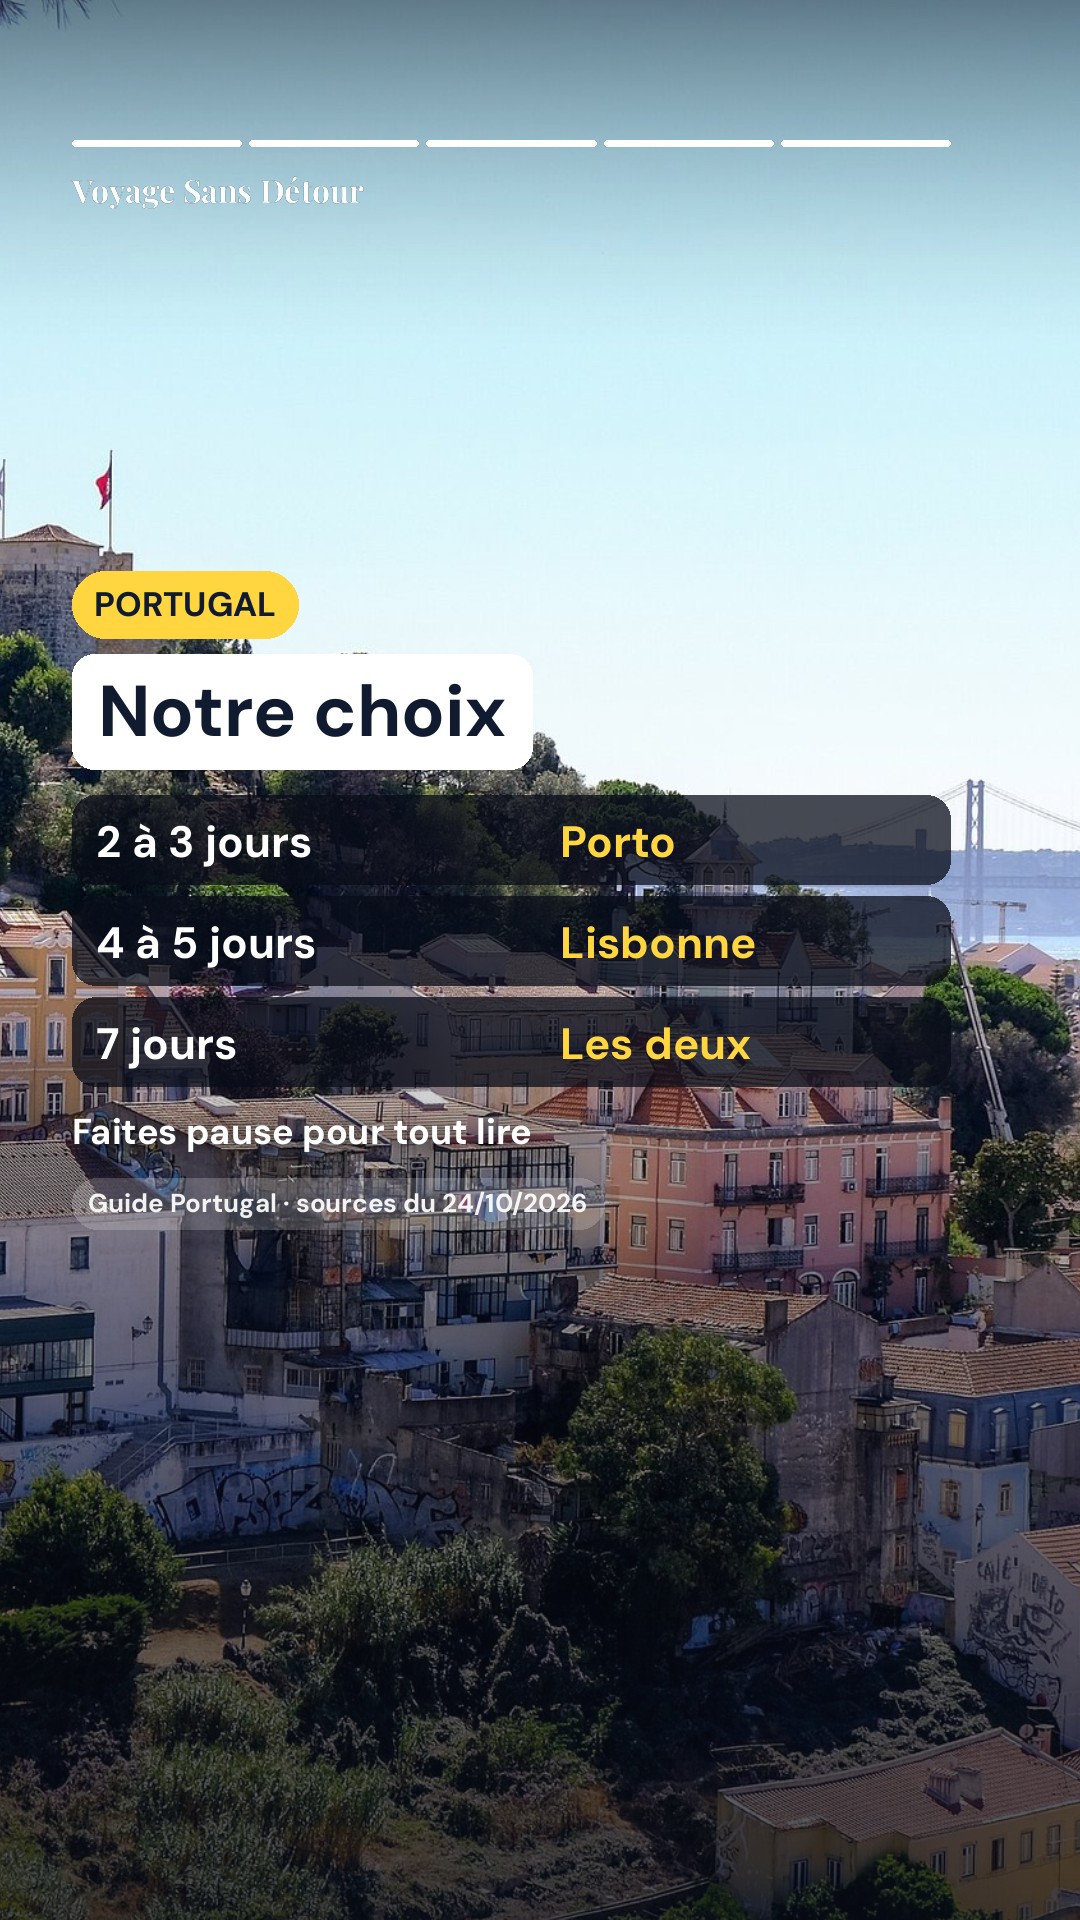 Voyage Sans Détour
PORTUGAL
Notre choix
2 à 3 jours Porto
4 à 5 jours Lisbonne
7 jours Les deux
Faites pause pour tout lire
Guide Portugal · sources du 24/10/2026